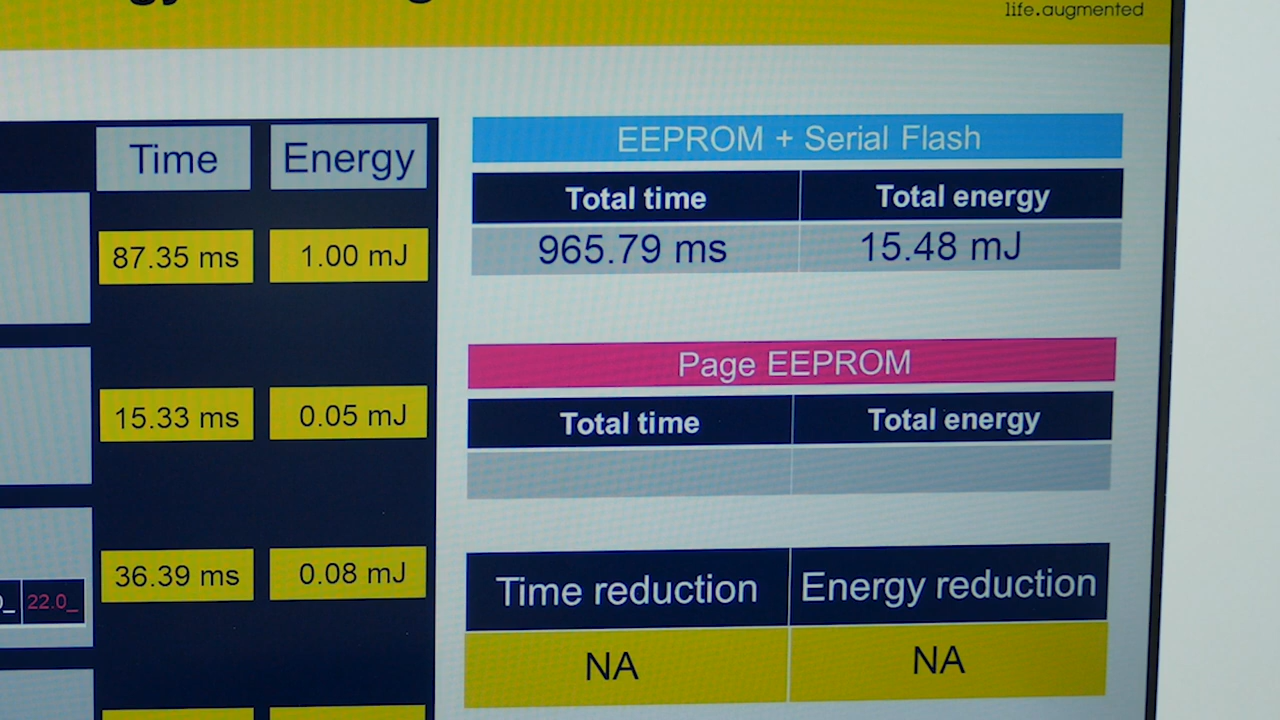 life.augmented
Time Energy
87.35 ms 1.00 mJ
15.33 ms 0.05 mJ
36.39 ms 0.08 mJ
22.0_
EEPROM + Serial Flash
Total time Total energy
965.79 ms 15.48 mJ
Page EEPROM
Total time Total energy
Time reduction Energy reduction
NA NA